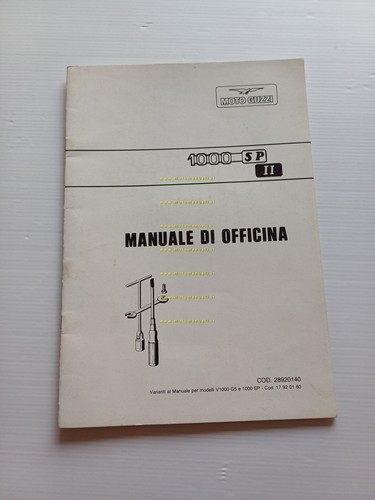 MOTO GUZZI
1000 SP
II
MANUALE DI OFFICINA
COD. 28920140
Varianti al Manuale per modelli V1000 G5 e 1000 SP - Cod. 17 92 01 60